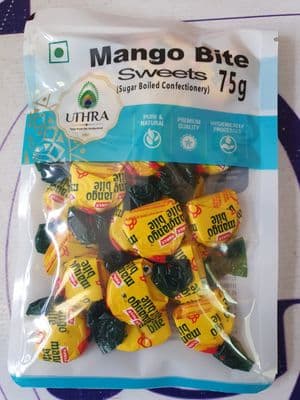 Mango Bite
Sweets
75g
(Sugar Boiled Confectionery)
UTHRA
PURE &
NATURAL
PREMIUM
QUALITY
HYGIENICALLY
PROCESSED
mango
bite
mango
bite
mango
bite
mango
bite
mango
bite